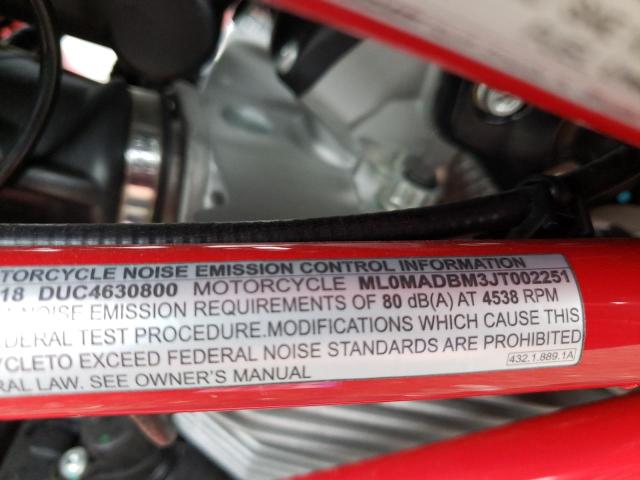 TORCYCLE NOISE EMISSION CONTROL INFORMATION
18 DUC4630800 MOTORCYCLE ML0MADBM3JT002251
NOISE EMISSION REQUIREMENTS OF 80 dB(A) AT 4538 RPM
DERAL TEST PROCEDURE.MODIFICATIONS WHICH CAUSE THIS
YCLETO EXCEED FEDERAL NOISE STANDARDS ARE PROHIBITED
RAL LAW. SEE OWNER'S MANUAL
432.1.889.1A